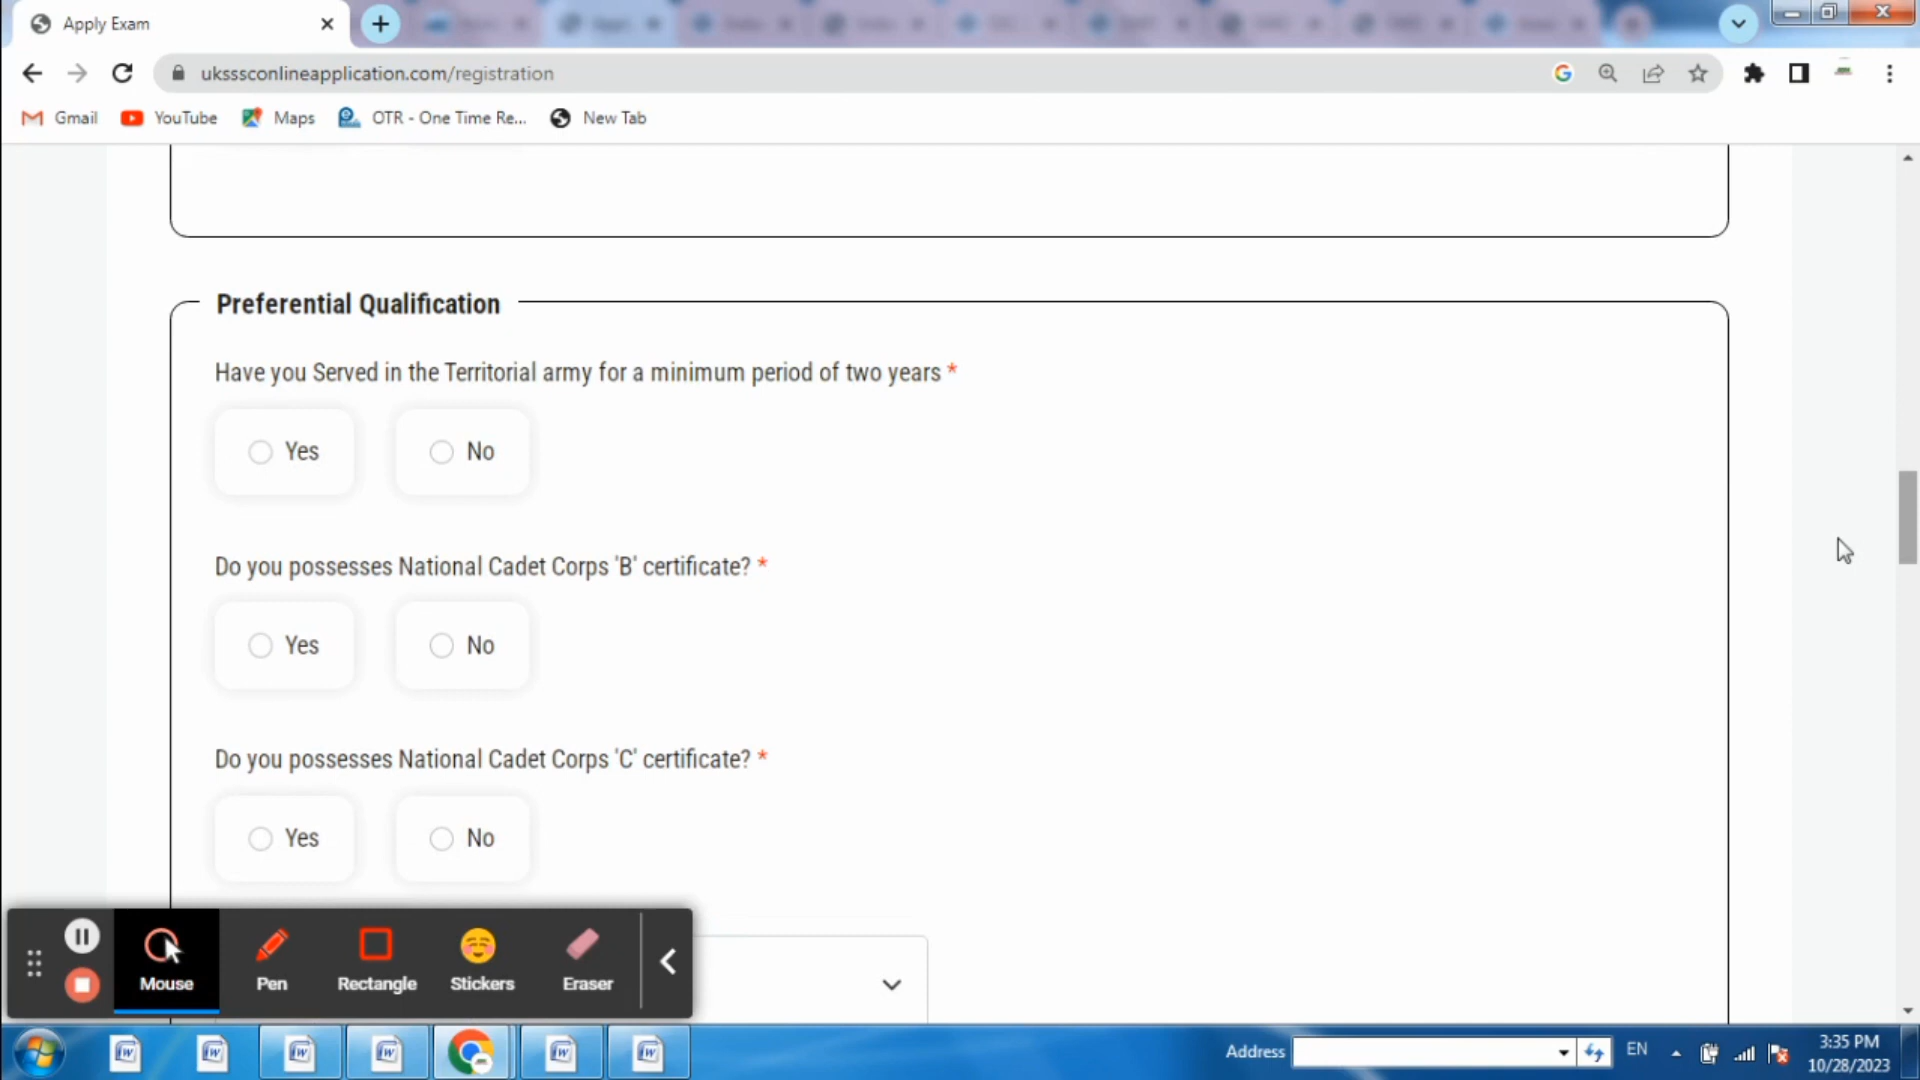 Apply Exam
uksssconlineapplication.com/registration
Gmail YouTube Maps OTR - One Time Re... New Tab
Preferential Qualification
Have you Served in the Territorial army for a minimum period of two years *
Yes No
Do you possesses National Cadet Corps 'B' certificate? *
Yes No
Do you possesses National Cadet Corps 'C' certificate? *
Yes No
Mouse Pen Rectangle Stickers Eraser
Address EN 3:35 PM
10/28/2023